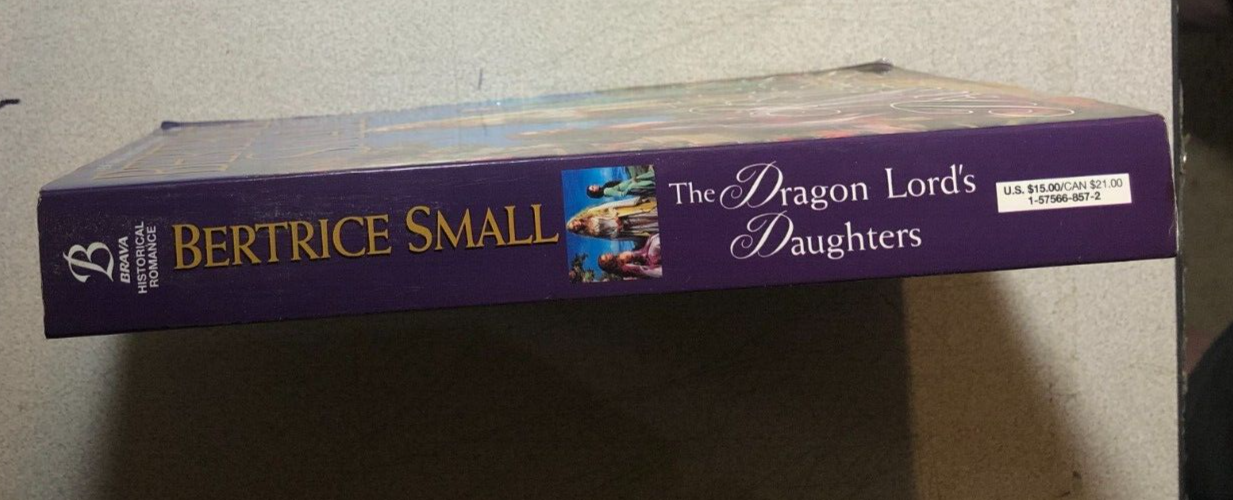 B
BRAVA
HISTORICAL
ROMANCE
BERTRICE SMALL
The Dragon Lord's
Daughters
U.S. $15.00/CAN $21.00
1-57566-857-2